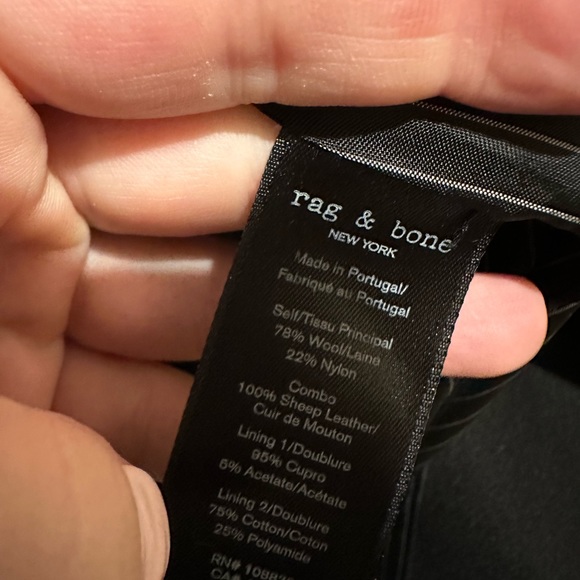 rag & bone
NEW YORK
Made in Portugal/
Fabriqué au Portugal
Self/Tissu Principal
78% Wool/Laine
22% Nylon
Combo
100% Sheep Leather/
Cuir de Mouton
Lining 1/Doublure
95% Cupro
5% Acetate/Acétate
Lining 2/Doublure
75% Cotton/Coton
25% Polyamide
RN#
CA#